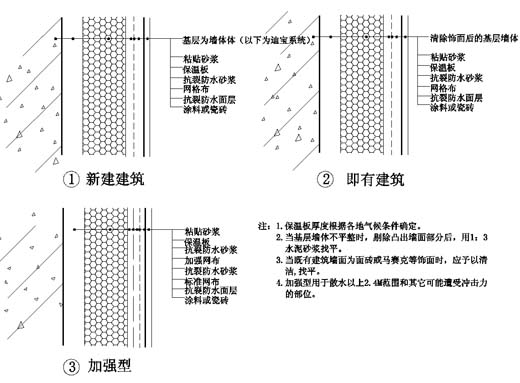 基层为墙体体（以下为迪宝系统）
粘贴砂浆
保温板
抗裂防水砂浆
网格布
抗裂防水面层
涂料或瓷砖
① 新建建筑
清除饰面后的基层墙体
粘贴砂浆
保温板
抗裂防水砂浆
网格布
抗裂防水面层
涂料或瓷砖
② 即有建筑
粘贴砂浆
保温板
抗裂防水砂浆
加强网布
抗裂防水砂浆
标准网布
抗裂防水面层
涂料或瓷砖
③ 加强型
注：1.保温板厚度根据各地气候条件确定。
2.当基层墙体不平整时，剔除凸出墙面部分后，用1：3
水泥砂浆找平。
3.当既有建筑墙面为面砖或马赛克等饰面时，应予以清
洁,找平。
4.加强型用于散水以上2.4M范围和其它可能遭受冲击力
的部位。